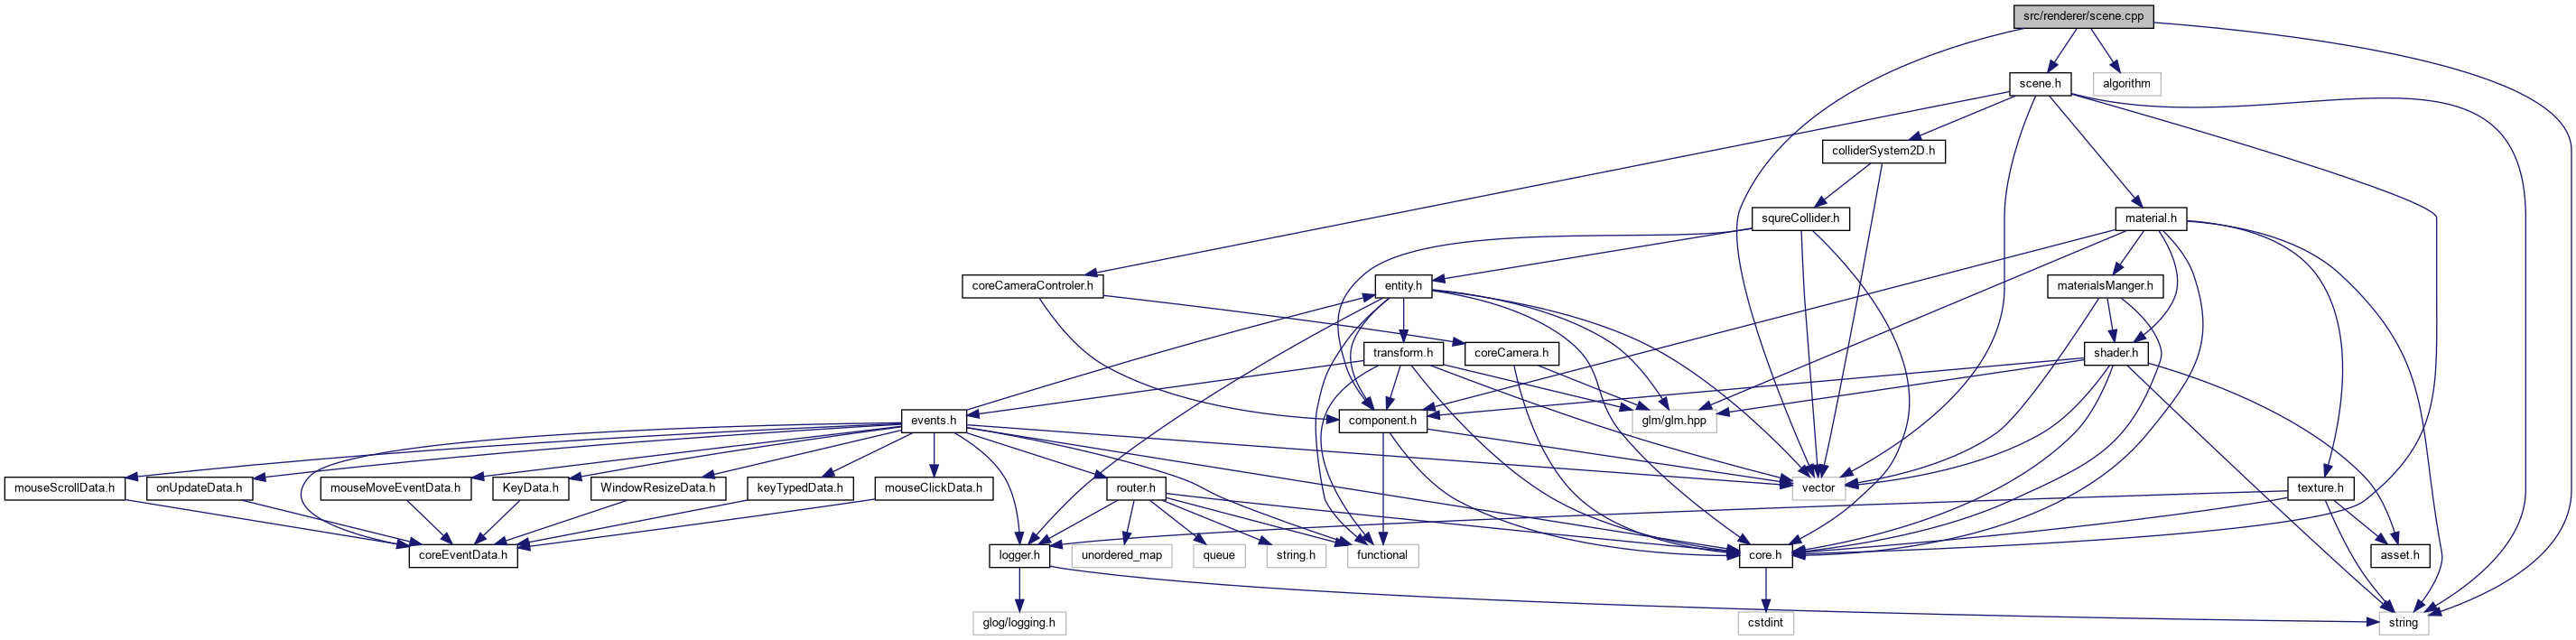 src/renderer/scene.cpp
scene.h
algorithm
colliderSystem2D.h
squreCollider.h
material.h
coreCameraControler.h
entity.h
materialsManger.h
transform.h
coreCamera.h
shader.h
events.h
component.h
glm/glm.hpp
mouseScrollData.h
onUpdateData.h
mouseMoveEventData.h
KeyData.h
WindowResizeData.h
keyTypedData.h
mouseClickData.h
router.h
vector
texture.h
coreEventData.h
logger.h
unordered_map
queue
string.h
functional
core.h
asset.h
glog/logging.h
cstdint
string